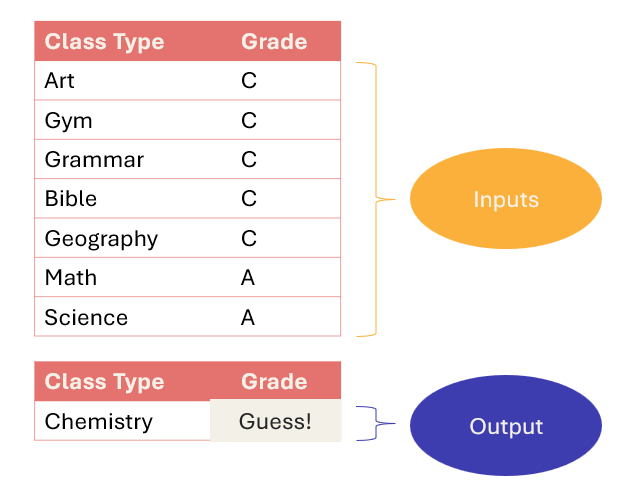 Class Type Grade
Art C
Gym C
Grammar C
Bible C
Geography C
Math A
Science A
Inputs
Class Type Grade
Chemistry Guess!
Output